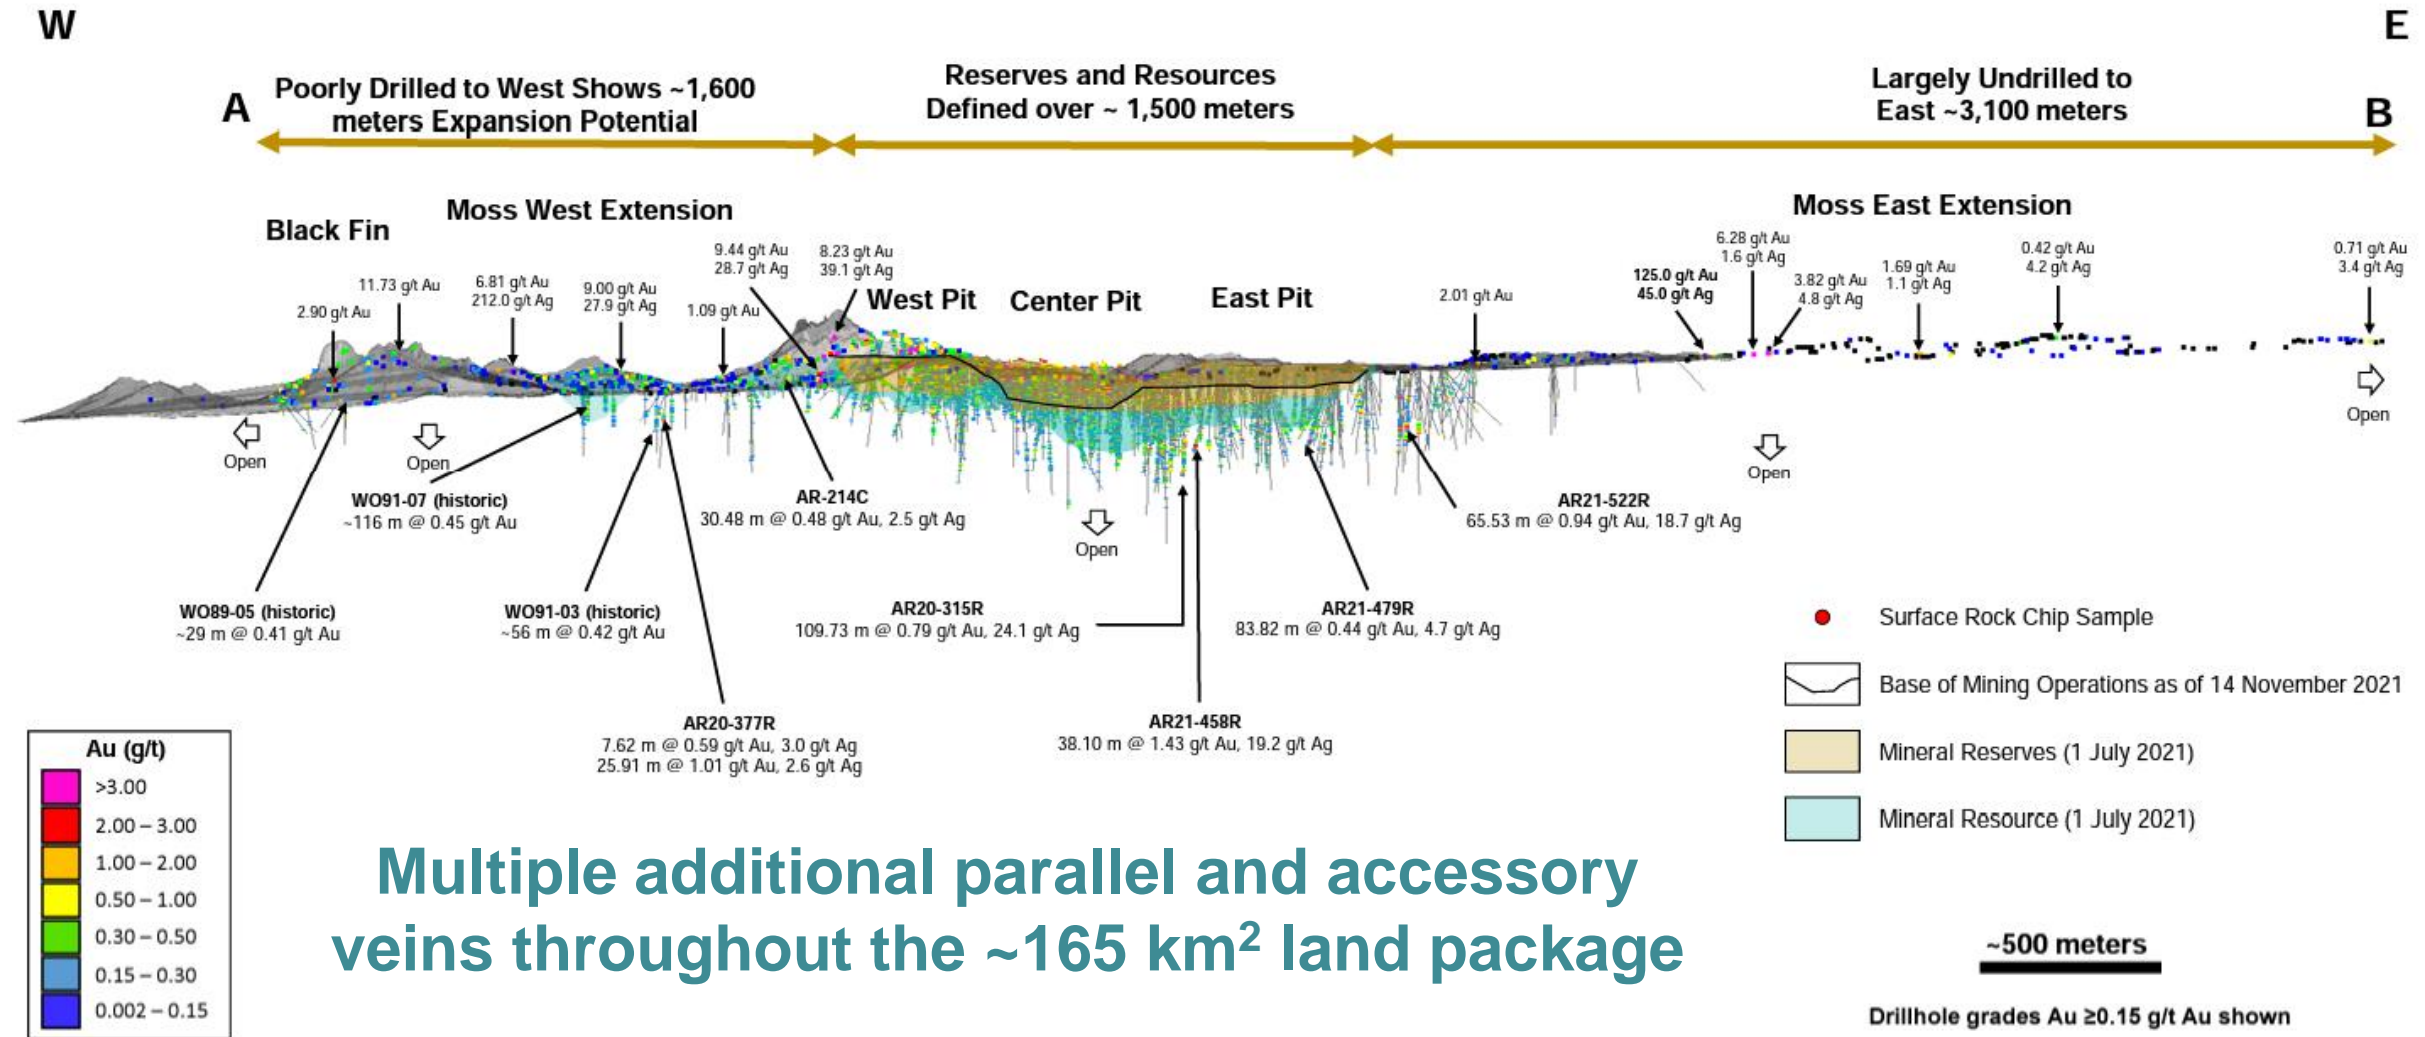 W
E
A
Poorly Drilled to West Shows ~1,600
meters Expansion Potential
Reserves and Resources
Defined over ~ 1,500 meters
Largely Undrilled to
East ~3,100 meters
B
Black Fin
Moss West Extension
Moss East Extension
West Pit
Center Pit
East Pit
2.90 g/t Au
11.73 g/t Au
6.81 g/t Au
212.0 g/t Ag
9.00 g/t Au
27.9 g/t Ag
1.09 g/t Au
9.44 g/t Au
28.7 g/t Ag
8.23 g/t Au
39.1 g/t Ag
2.01 g/t Au
125.0 g/t Au
45.0 g/t Ag
6.28 g/t Au
1.6 g/t Ag
3.82 g/t Au
4.8 g/t Ag
1.69 g/t Au
1.1 g/t Ag
0.42 g/t Au
4.2 g/t Ag
0.71 g/t Au
3.4 g/t Ag
Open
Open
Open
Open
Open
WO91-07 (historic)
~116 m @ 0.45 g/t Au
AR-214C
30.48 m @ 0.48 g/t Au, 2.5 g/t Ag
AR21-522R
65.53 m @ 0.94 g/t Au, 18.7 g/t Ag
WO89-05 (historic)
~29 m @ 0.41 g/t Au
WO91-03 (historic)
~56 m @ 0.42 g/t Au
AR20-315R
109.73 m @ 0.79 g/t Au, 24.1 g/t Ag
AR21-479R
83.82 m @ 0.44 g/t Au, 4.7 g/t Ag
AR20-377R
7.62 m @ 0.59 g/t Au, 3.0 g/t Ag
25.91 m @ 1.01 g/t Au, 2.6 g/t Ag
AR21-458R
38.10 m @ 1.43 g/t Au, 19.2 g/t Ag
Surface Rock Chip Sample
Base of Mining Operations as of 14 November 2021
Mineral Reserves (1 July 2021)
Mineral Resource (1 July 2021)
Au (g/t)
>3.00
2.00 – 3.00
1.00 – 2.00
0.50 – 1.00
0.30 – 0.50
0.15 – 0.30
0.002 – 0.15
Multiple additional parallel and accessory
veins throughout the ~165 km² land package
~500 meters
Drillhole grades Au ≥0.15 g/t Au shown